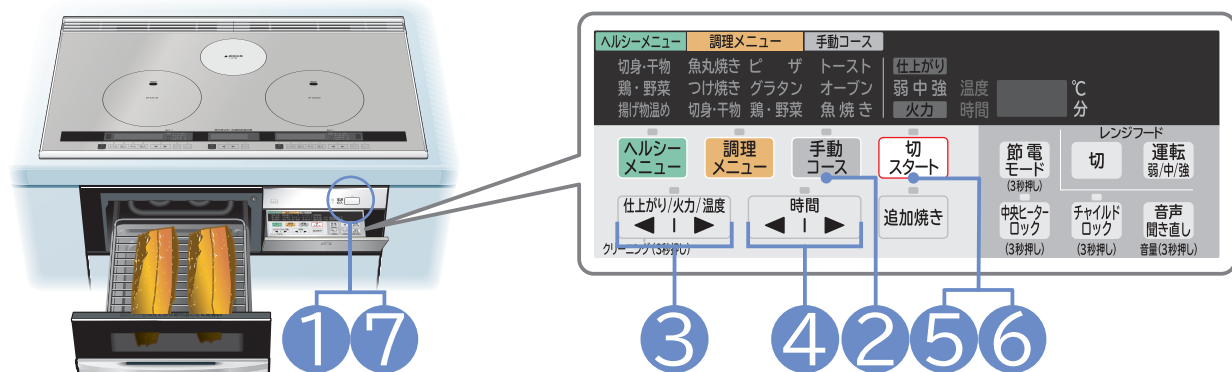 ヘルシーメニュー 調理メニュー 手動コース
切身・干物 魚丸焼き ピザ トースト 仕上がり
鶏・野菜 つけ焼き グラタン オーブン 弱 中 強 温度 ℃
揚げ物温め 切身・干物 鶏・野菜 魚焼き 火力 時間 分
レンジフード
ヘルシー
メニュー
調理
メニュー
手動
コース
切
スタート
節電
モード
(3秒押し)
切
運転
弱/中/強
仕上がり/火力/温度
時間
追加焼き
中央ヒーター
ロック
(3秒押し)
チャイルド
ロック
(3秒押し)
音声
聞き直し
音量(3秒押し)
クリーニング(3秒押し)
1 7 3 4 2 5 6